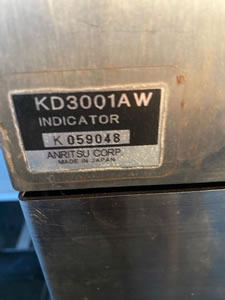 KD3001AW
INDICATOR
K 059048
ANRITSU CORP.
MADE IN JAPAN